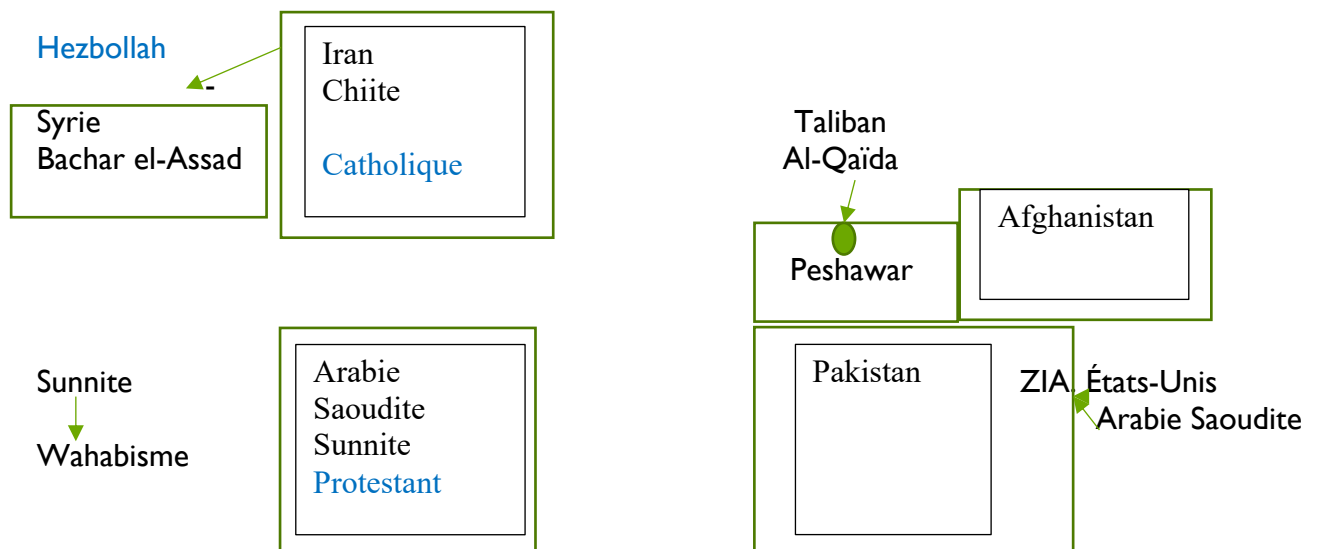 Hezbollah
-
Syrie
Bachar el-Assad
Iran
Chiite
Catholique
Taliban
Al-Qaïda
Peshawar
Afghanistan
Sunnite
Wahabisme
Arabie
Saoudite
Sunnite
Protestant
Pakistan
ZIA. États-Unis
Arabie Saoudite